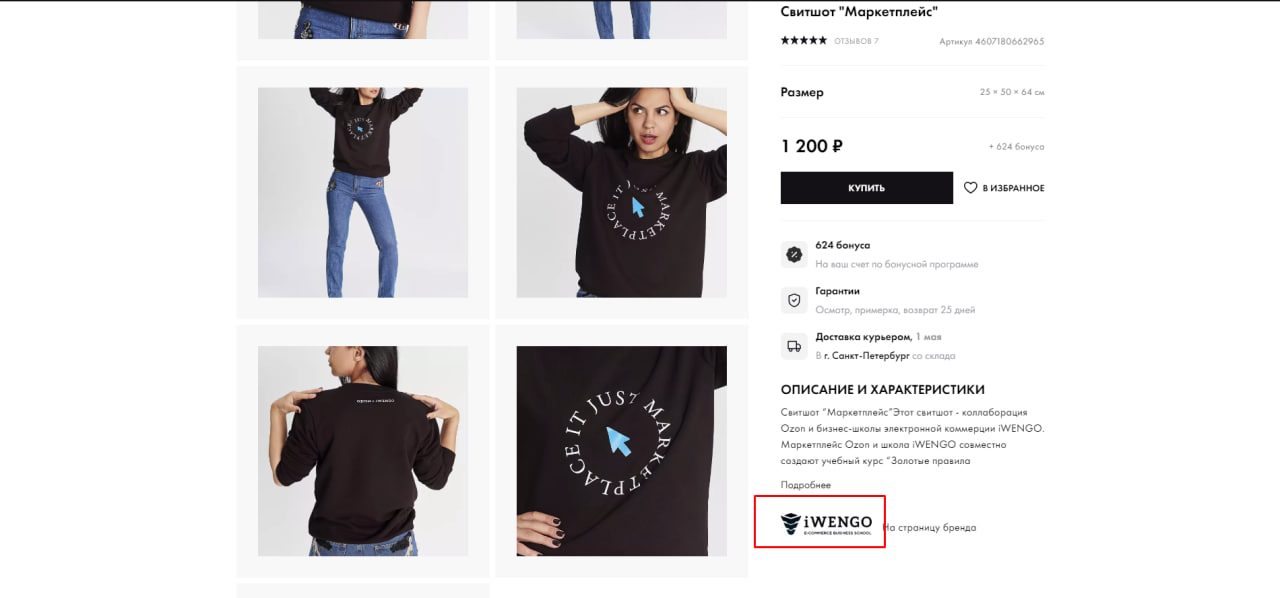 Свитшот "Маркетплейс"
★★★★★ ОТЗЫВОВ 7
Артикул 4607180662965
Размер
25 × 50 × 64 см
1 200 ₽
+ 624 бонуса
КУПИТЬ
В ИЗБРАННОЕ
624 бонуса
На ваш счет по бонусной программе
Гарантии
Осмотр, примерка, возврат 25 дней
Доставка курьером, 1 мая
В г. Санкт-Петербург со склада
ОПИСАНИЕ И ХАРАКТЕРИСТИКИ
Свитшот "Маркетплейс"Этот свитшот - коллаборация
Ozon и бизнес-школы электронной коммерции iWENGO.
Маркетплейс Ozon и школа iWENGO совместно
создают учебный курс "Золотые правила
Подробнее
iWENGO
E-COMMERCE BUSINESS SCHOOL
На страницу бренда
JUST MARKETPLACE IT
JUST MARKETPLACE IT
JUST MARKETPLACE IT